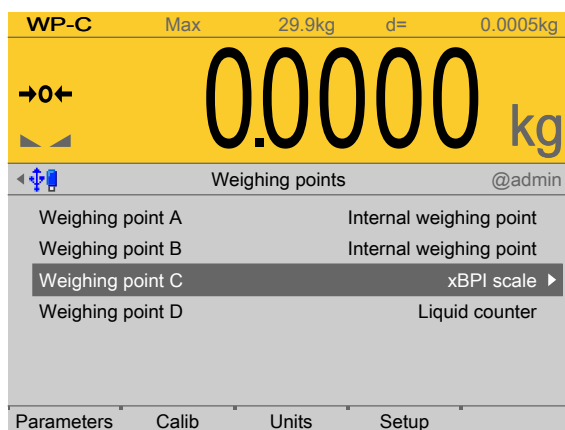 WP-C Max 29.9kg d= 0.0005kg
→0←
0.0000 kg
Weighing points @admin
Weighing point A Internal weighing point
Weighing point B Internal weighing point
Weighing point C xBPI scale
Weighing point D Liquid counter
Parameters Calib Units Setup